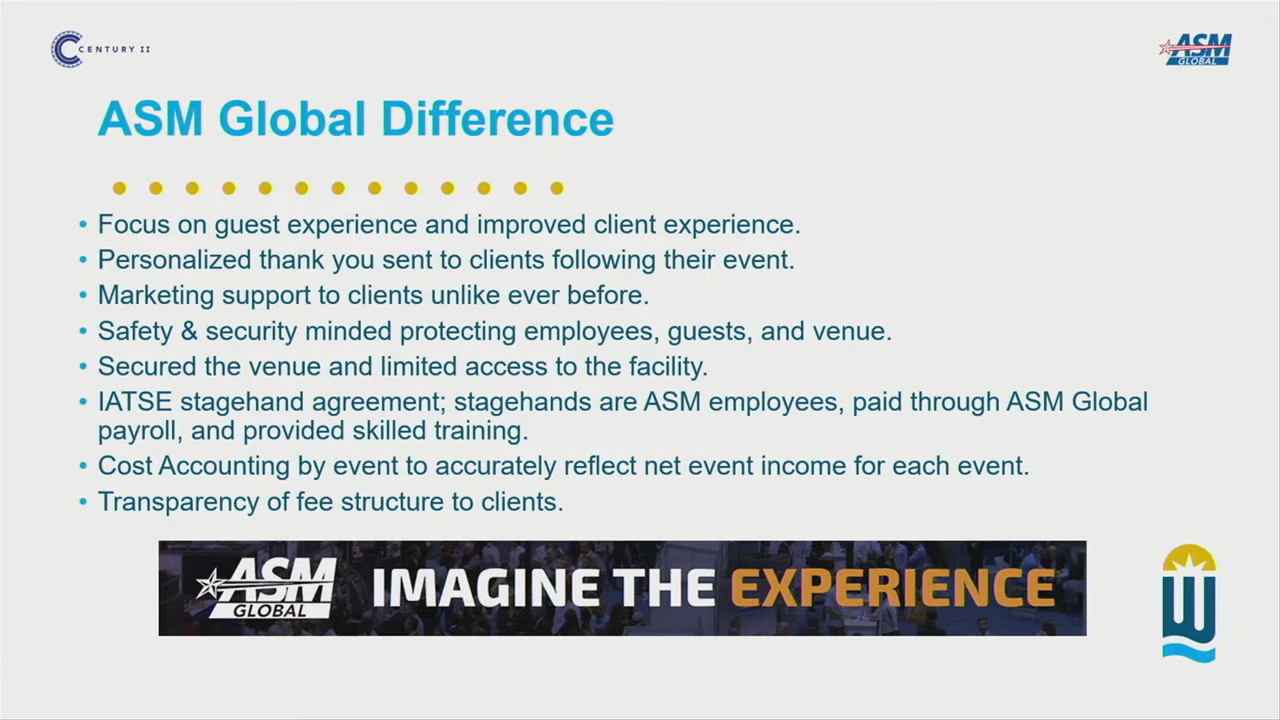 CENTURY II
ASM
GLOBAL
ASM Global Difference
• Focus on guest experience and improved client experience.
• Personalized thank you sent to clients following their event.
• Marketing support to clients unlike ever before.
• Safety & security minded protecting employees, guests, and venue.
• Secured the venue and limited access to the facility.
• IATSE stagehand agreement; stagehands are ASM employees, paid through ASM Global
payroll, and provided skilled training.
• Cost Accounting by event to accurately reflect net event income for each event.
• Transparency of fee structure to clients.
ASM
GLOBAL
IMAGINE THE EXPERIENCE
W